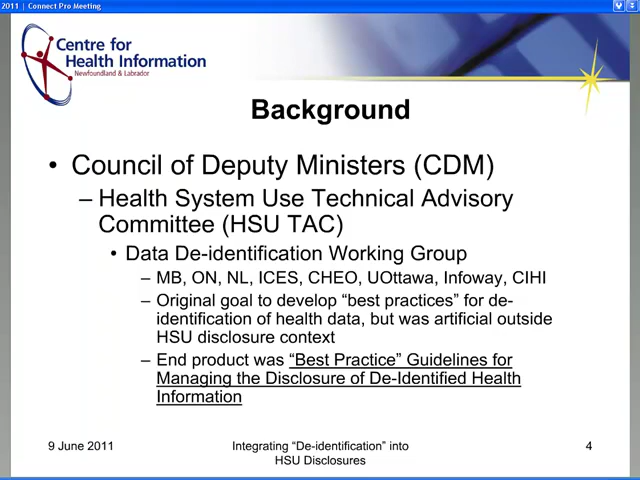 2011 | Connect Pro Meeting
Centre for
Health Information
Newfoundland & Labrador
Background
• Council of Deputy Ministers (CDM)
– Health System Use Technical Advisory
Committee (HSU TAC)
• Data De-identification Working Group
– MB, ON, NL, ICES, CHEO, UOttawa, Infoway, CIHI
– Original goal to develop “best practices” for de-
identification of health data, but was artificial outside
HSU disclosure context
– End product was “Best Practice” Guidelines for
Managing the Disclosure of De-Identified Health
Information
9 June 2011
Integrating “De-identification” into
HSU Disclosures
4